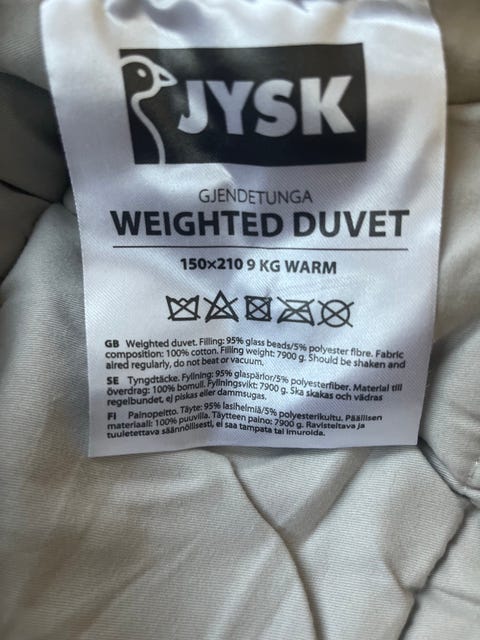 JYSK
GJENDETUNGA
WEIGHTED DUVET
150×210 9 KG WARM
GB Weighted duvet. Filling: 95% glass beads/5% polyester fibre. Fabric
composition: 100% cotton. Filling weight: 7900 g. Should be shaken and
aired regularly, do not beat or vacuum.
SE Tyngdtäcke. Fyllning: 95% glaspärlor/5% polyesterfiber. Material till
överdrag: 100% bomull. Fyllningsvikt: 7900 g. Ska skakas och vädras
regelbundet, ej piskas eller dammsugas.
FI Painopeitto. Täyte: 95% lasihelmiä/5% polyesterikuitu. Päällisen
materiaali: 100% puuvilla. Täytteen paino: 7900 g. Ravisteltava ja
tuuletettava säännöllisesti, ei saa tampata tai imuroida.